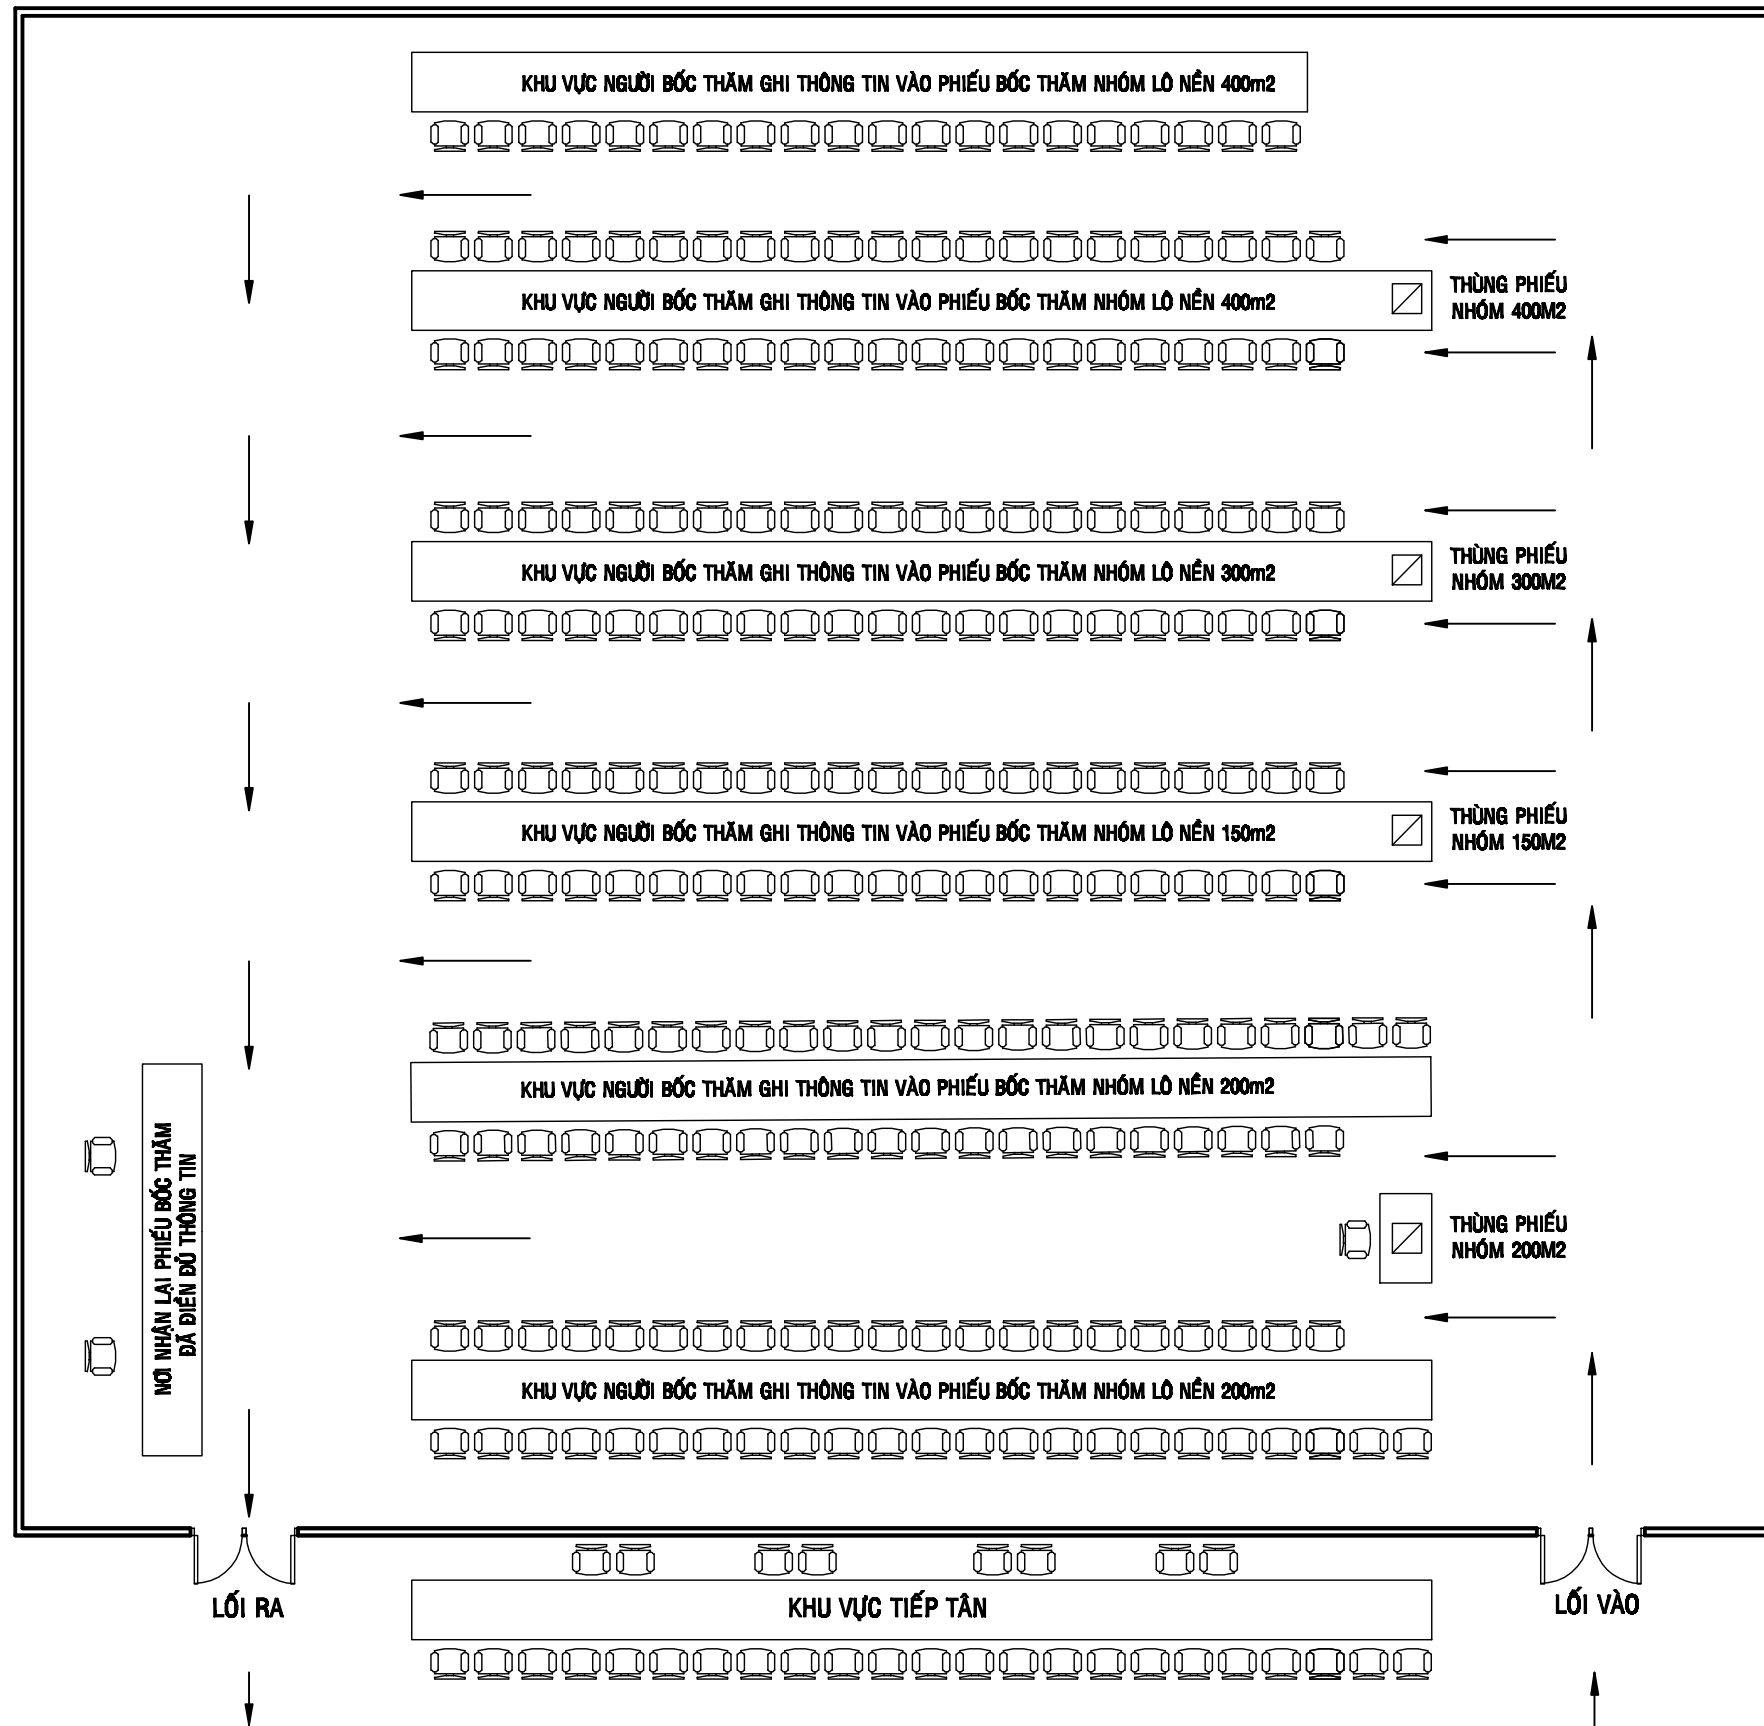 KHU VỰC NGƯỜI BỐC THĂM GHI THÔNG TIN VÀO PHIẾU BỐC THĂM NHÓM LÔ NỀN 400m2
KHU VỰC NGƯỜI BỐC THĂM GHI THÔNG TIN VÀO PHIẾU BỐC THĂM NHÓM LÔ NỀN 400m2
THÙNG PHIẾU
NHÓM 400M2
KHU VỰC NGƯỜI BỐC THĂM GHI THÔNG TIN VÀO PHIẾU BỐC THĂM NHÓM LÔ NỀN 300m2
THÙNG PHIẾU
NHÓM 300M2
KHU VỰC NGƯỜI BỐC THĂM GHI THÔNG TIN VÀO PHIẾU BỐC THĂM NHÓM LÔ NỀN 150m2
THÙNG PHIẾU
NHÓM 150M2
KHU VỰC NGƯỜI BỐC THĂM GHI THÔNG TIN VÀO PHIẾU BỐC THĂM NHÓM LÔ NỀN 200m2
NƠI NHẬN LẠI PHIẾU BỐC THĂM
ĐÃ ĐIỀN ĐỦ THÔNG TIN
THÙNG PHIẾU
NHÓM 200M2
KHU VỰC NGƯỜI BỐC THĂM GHI THÔNG TIN VÀO PHIẾU BỐC THĂM NHÓM LÔ NỀN 200m2
LỐI RA
KHU VỰC TIẾP TÂN
LỐI VÀO